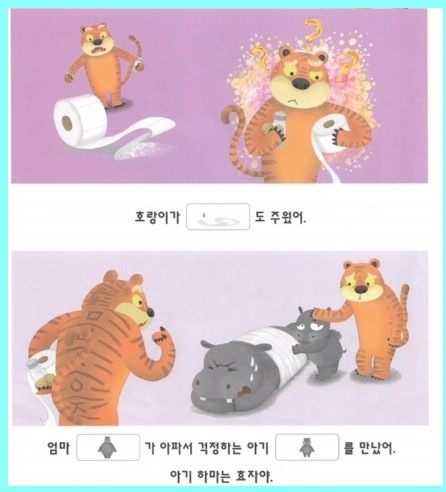 호랑이가 도 주웠어.
엄마 가 아파서 걱정하는 아기 를 만났어.
아기 하마는 효자야.